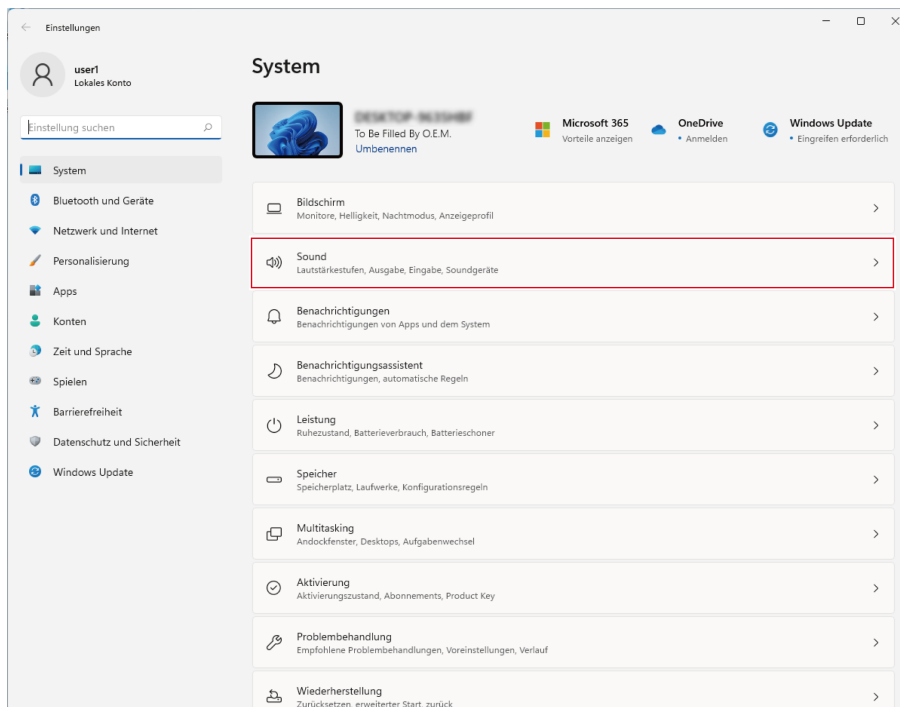 Einstellungen
user1
Lokales Konto
Einstellung suchen
System
Bluetooth und Geräte
Netzwerk und Internet
Personalisierung
Apps
Konten
Zeit und Sprache
Spielen
Barrierefreiheit
Datenschutz und Sicherheit
Windows Update
System
To Be Filled By O.E.M.
Umbenennen
Microsoft 365
Vorteile anzeigen
OneDrive
• Anmelden
Windows Update
• Eingreifen erforderlich
Bildschirm
Monitore, Helligkeit, Nachtmodus, Anzeigeprofil
Sound
Lautstärkestufen, Ausgabe, Eingabe, Soundgeräte
Benachrichtigungen
Benachrichtigungen von Apps und dem System
Benachrichtigungsassistent
Benachrichtigungen, automatische Regeln
Leistung
Ruhezustand, Batterieverbrauch, Batterieschoner
Speicher
Speicherplatz, Laufwerke, Konfigurationsregeln
Multitasking
Andockfenster, Desktops, Aufgabenwechsel
Aktivierung
Aktivierungszustand, Abonnements, Product Key
Problembehandlung
Empfohlene Problembehandlungen, Voreinstellungen, Verlauf
Wiederherstellung
Zurücksetzen, erweiterter Start, zurück